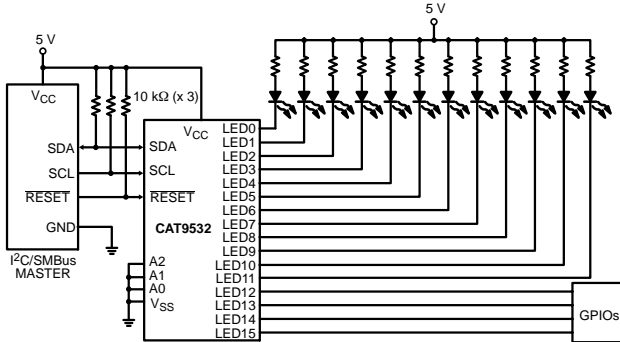 5 V
5 V
10 kΩ (x 3)
VCC
SDA
SCL
RESET
GND
I²C/SMBus
MASTER
VCC
SDA
SCL
RESET
CAT9532
A2
A1
A0
VSS
LED0
LED1
LED2
LED3
LED4
LED5
LED6
LED7
LED8
LED9
LED10
LED11
LED12
LED13
LED14
LED15
GPIOs